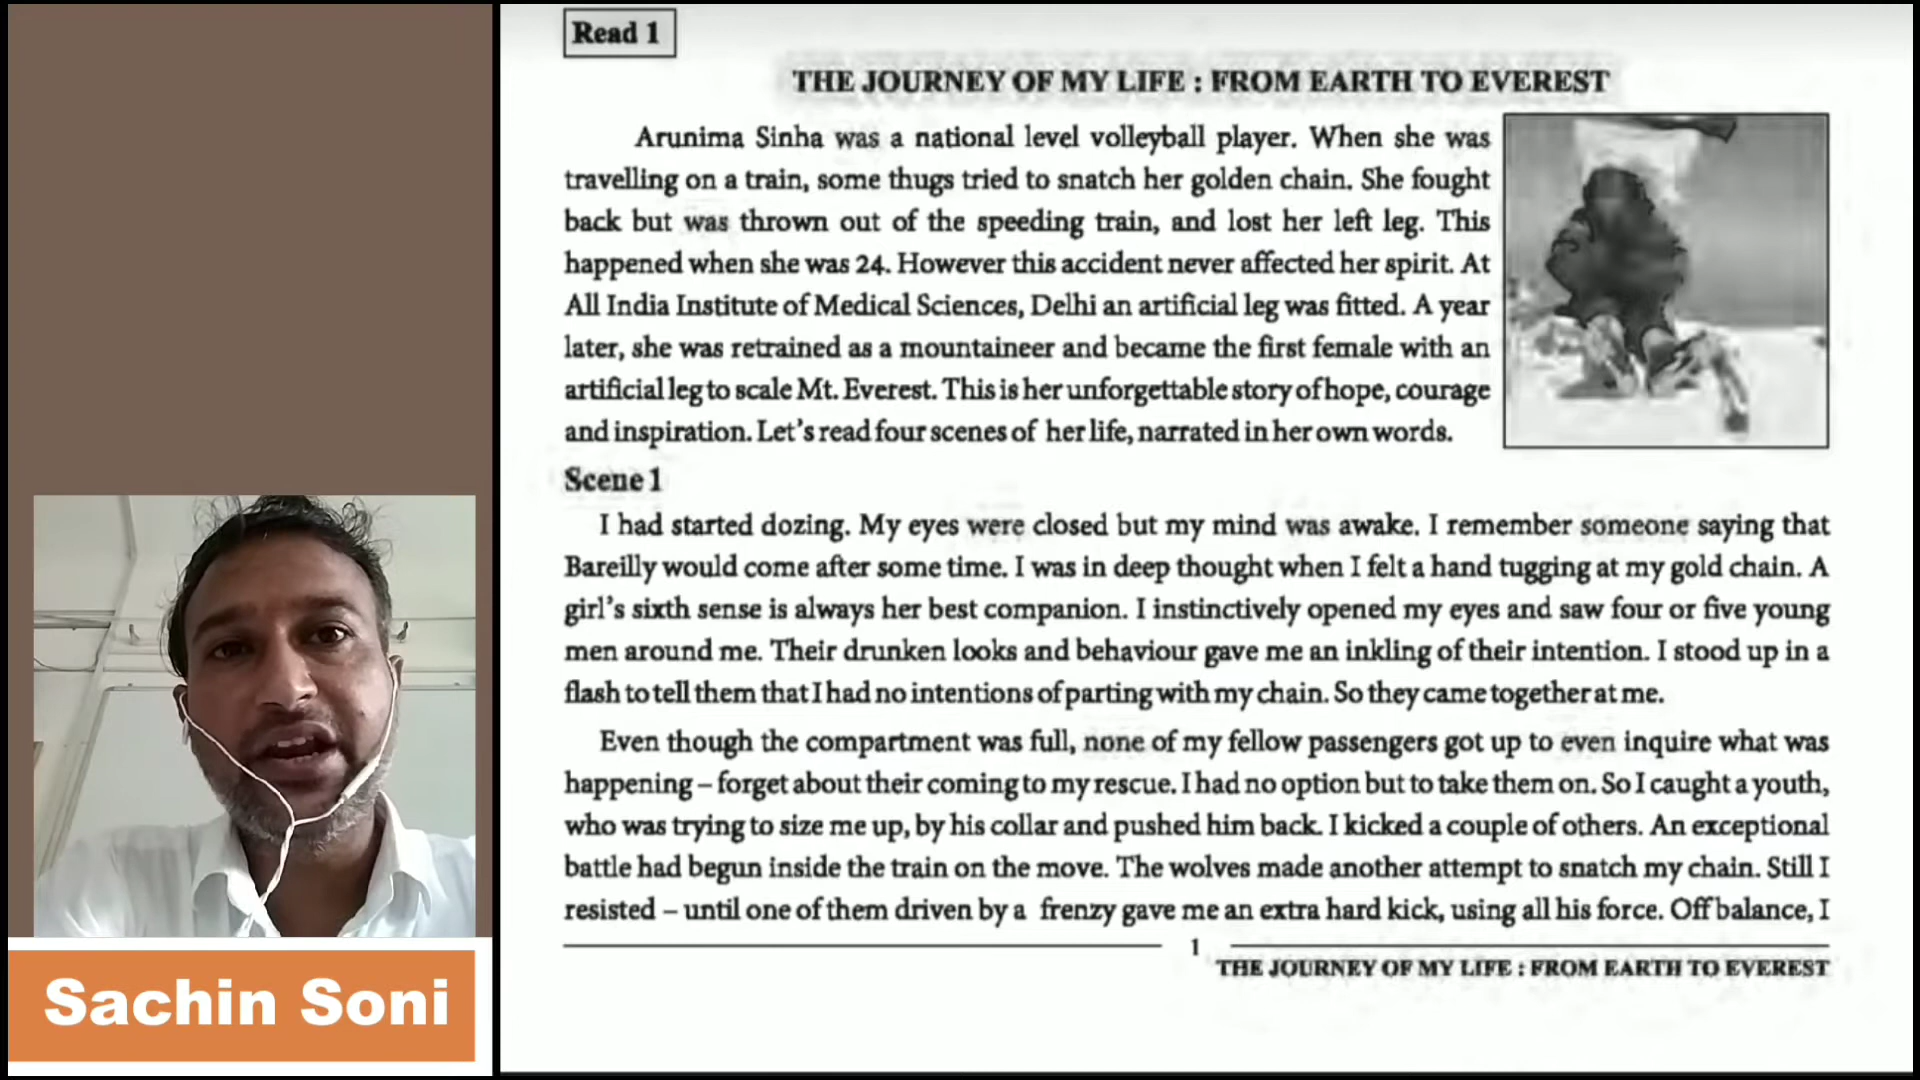 Read 1
THE JOURNEY OF MY LIFE : FROM EARTH TO EVEREST
Arunima Sinha was a national level volleyball player. When she was
travelling on a train, some thugs tried to snatch her golden chain. She fought
back but was thrown out of the speeding train, and lost her left leg. This
happened when she was 24. However this accident never affected her spirit. At
All India Institute of Medical Sciences, Delhi an artificial leg was fitted. A year
later, she was retrained as a mountaineer and became the first female with an
artificial leg to scale Mt. Everest. This is her unforgettable story of hope, courage
and inspiration. Let's read four scenes of her life, narrated in her own words.
Scene 1
I had started dozing. My eyes were closed but my mind was awake. I remember someone saying that
Bareilly would come after some time. I was in deep thought when I felt a hand tugging at my gold chain. A
girl's sixth sense is always her best companion. I instinctively opened my eyes and saw four or five young
men around me. Their drunken looks and behaviour gave me an inkling of their intention. I stood up in a
flash to tell them that I had no intentions of parting with my chain. So they came together at me.
Even though the compartment was full, none of my fellow passengers got up to even inquire what was
happening – forget about their coming to my rescue. I had no option but to take them on. So I caught a youth,
who was trying to size me up, by his collar and pushed him back. I kicked a couple of others. An exceptional
battle had begun inside the train on the move. The wolves made another attempt to snatch my chain. Still I
resisted – until one of them driven by a frenzy gave me an extra hard kick, using all his force. Off balance, I
1
THE JOURNEY OF MY LIFE : FROM EARTH TO EVEREST
Sachin Soni